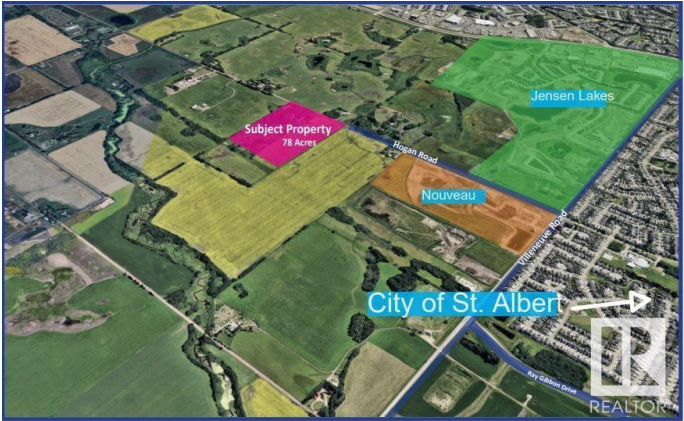 Jensen Lakes
Subject Property
78 Acres
Hogan Road
Nouveau
Villeneuve Road
City of St. Albert
Ray Gibbon Drive
R
REALTOR